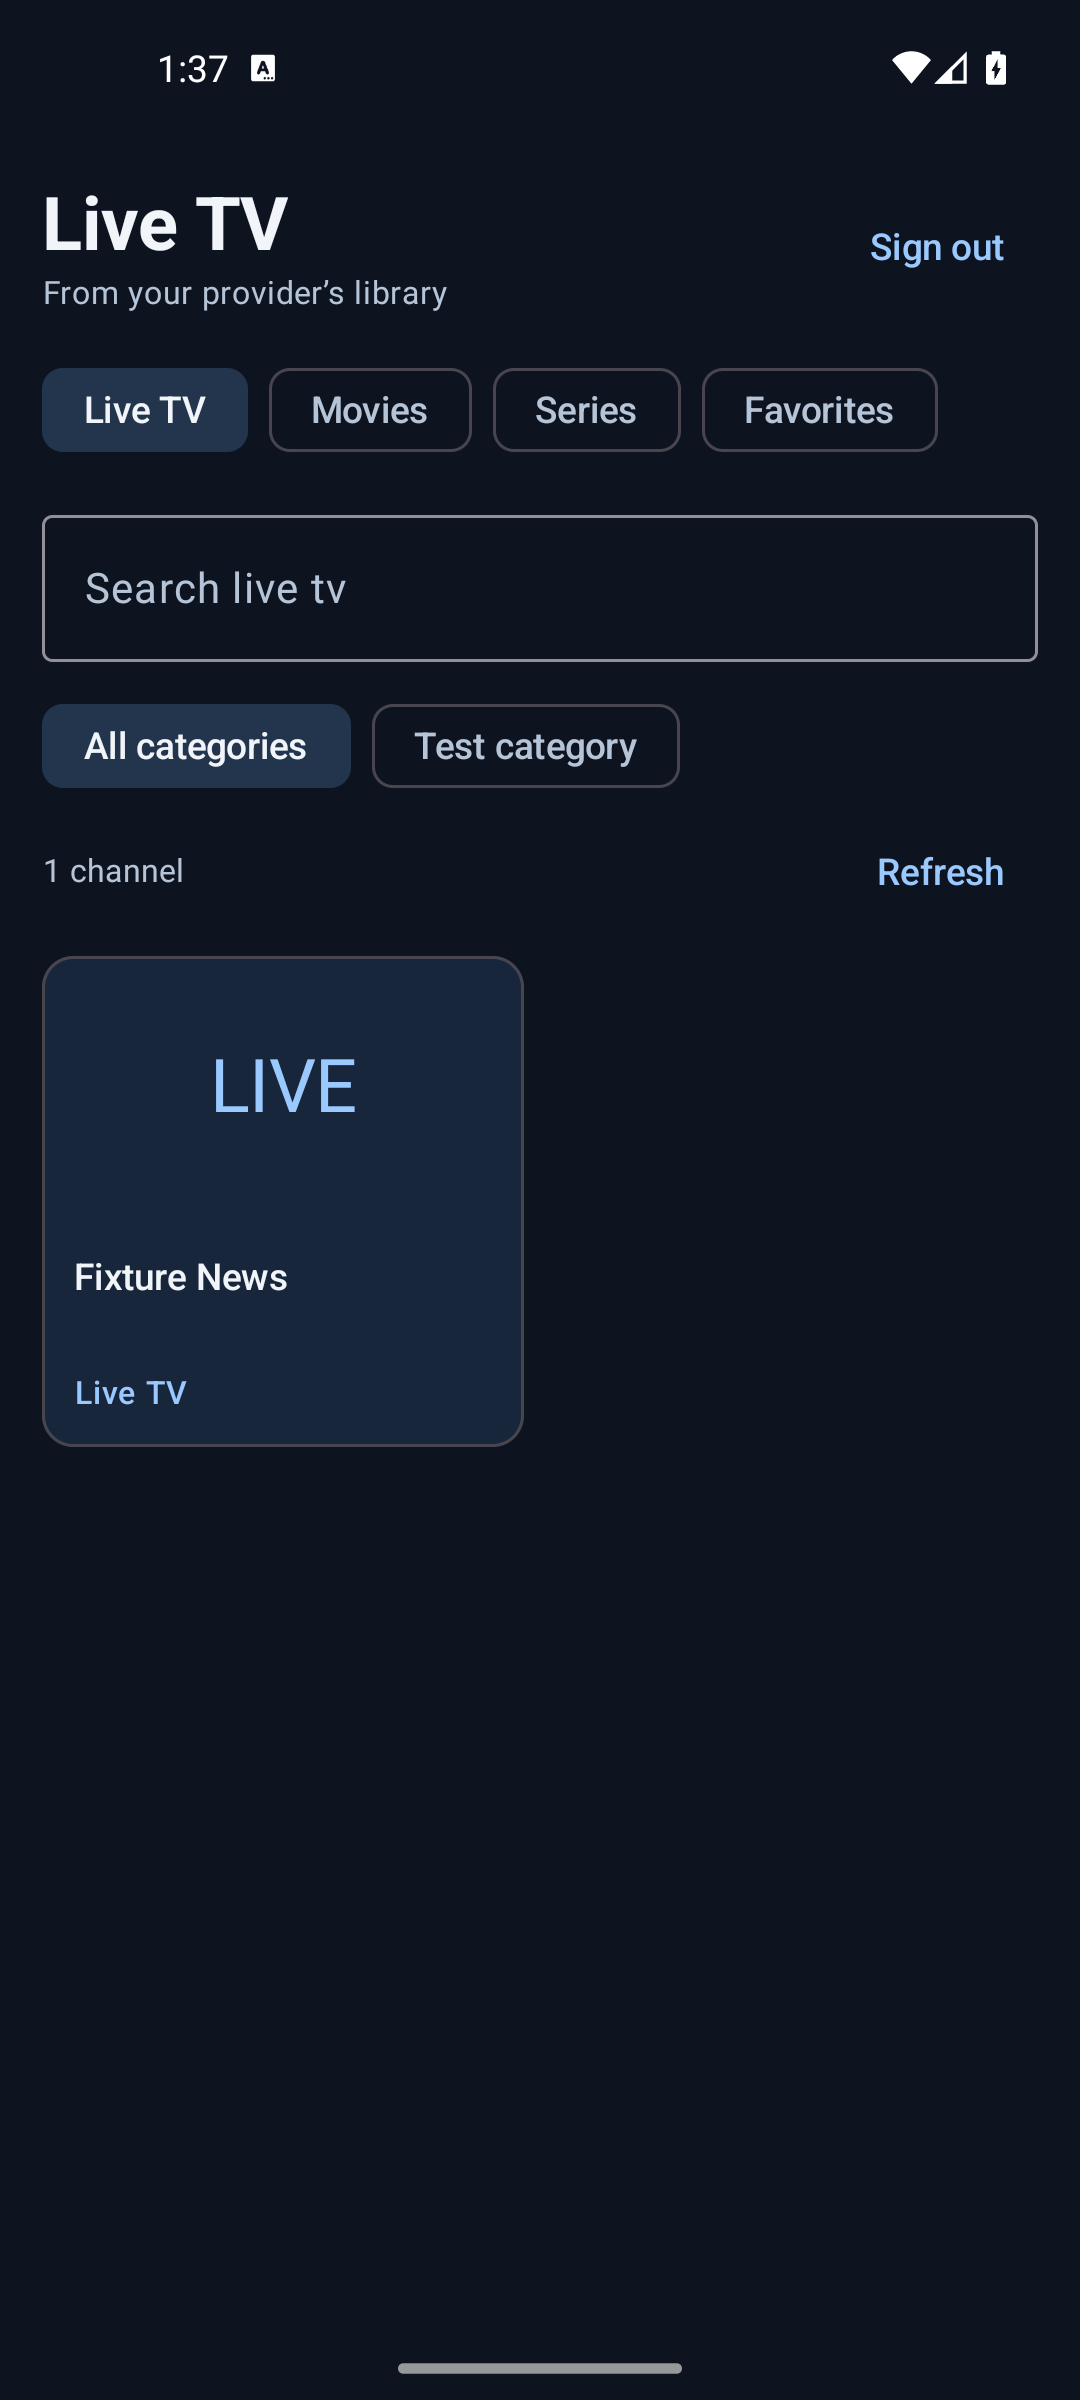 1:37
Live TV
Sign out
From your provider’s library
Live TV
Movies
Series
Favorites
Search live tv
All categories
Test category
1 channel
Refresh
LIVE
Fixture News
Live TV